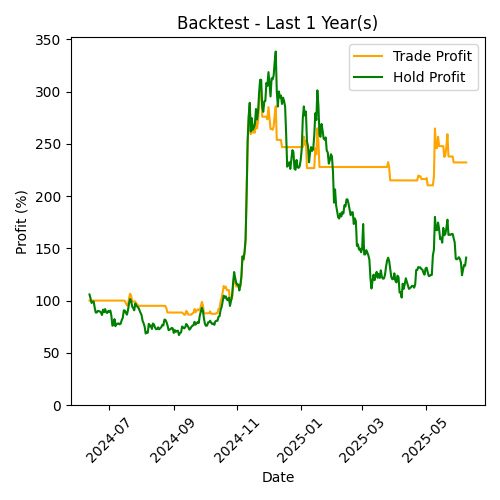 Backtest - Last 1 Year(s)
Trade Profit
Hold Profit
Profit (%)
350
300
250
200
150
100
50
0
2024-07
2024-09
2024-11
2025-01
2025-03
2025-05
Date